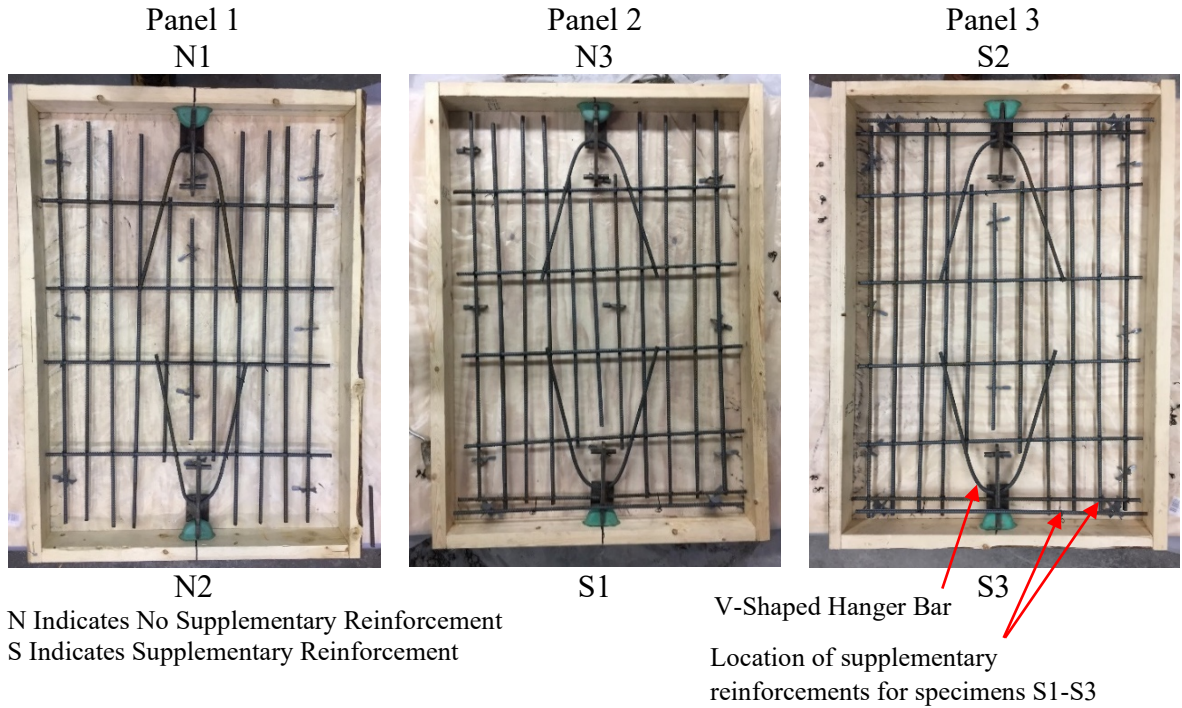 Panel 1
Panel 2
Panel 3
N1
N3
S2
N2
S1
S3
N Indicates No Supplementary Reinforcement
S Indicates Supplementary Reinforcement
V-Shaped Hanger Bar
Location of supplementary
reinforcements for specimens S1-S3